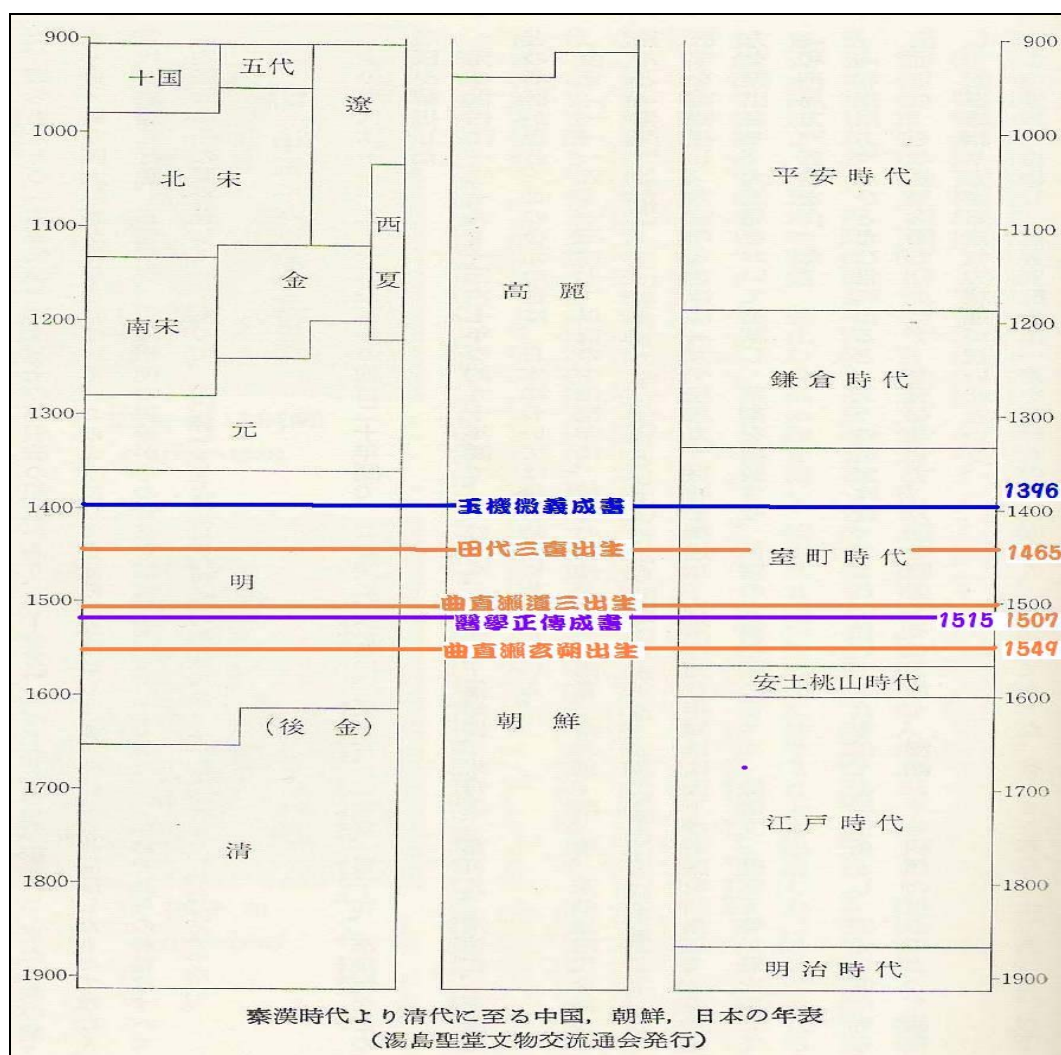 900
十国
五代
遼
900
1000
1000
北宋
平安時代
1100
西夏
1100
金
高麗
1200
南宋
1200
鎌倉時代
1300
元
1300
1396
1400
玉機微義成書
1400
田代三喜出生
室町時代
1465
明
1500
曲直瀨道三出生
1500
醫學正傳成書
1515
1507
曲直瀨玄朔出生
1549
安土桃山時代
1600
1600
(後金)
朝鮮
1700
1700
江戸時代
清
1800
1800
1900
明治時代
1900
秦漢時代より清代に至る中国，朝鮮，日本の年表
(湯島聖堂文物交流通会発行)